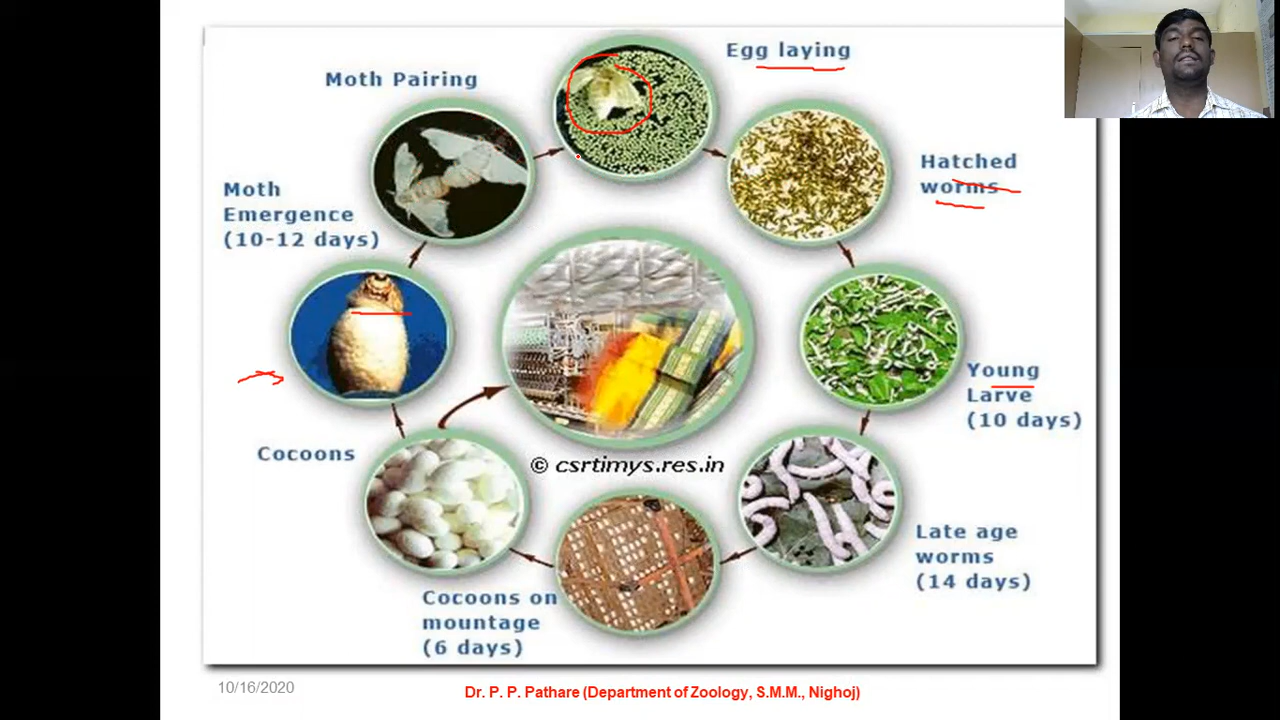 Egg laying
Moth Pairing
Hatched
worms
Moth
Emergence
(10-12 days)
Young
Larve
(10 days)
Cocoons
© csrtimys.res.in
Late age
worms
(14 days)
Cocoons on
mountage
(6 days)
10/16/2020
Dr. P. P. Pathare (Department of Zoology, S.M.M., Nighoj)